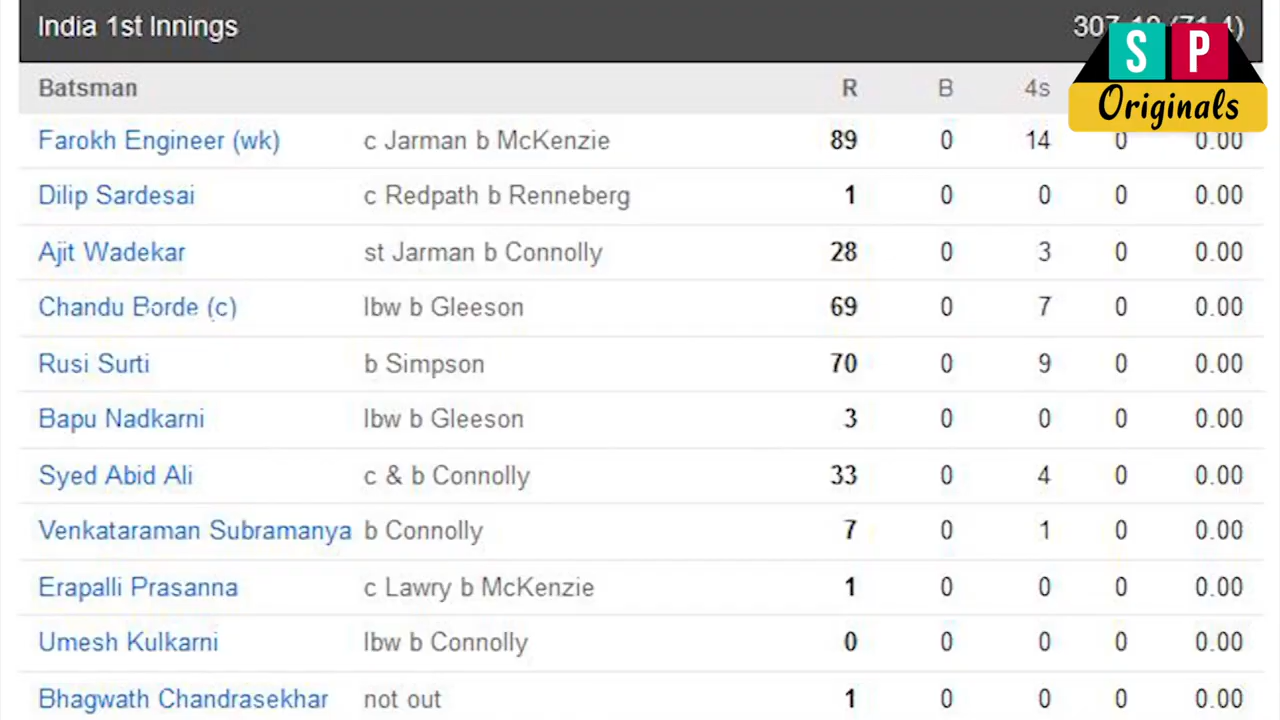 India 1st Innings 307
S P
Originals
Batsman R B 4s
Farokh Engineer (wk) c Jarman b McKenzie 89 0 14 0 0.00
Dilip Sardesai c Redpath b Renneberg 1 0 0 0 0.00
Ajit Wadekar st Jarman b Connolly 28 0 3 0 0.00
Chandu Borde (c) lbw b Gleeson 69 0 7 0 0.00
Rusi Surti b Simpson 70 0 9 0 0.00
Bapu Nadkarni lbw b Gleeson 3 0 0 0 0.00
Syed Abid Ali c & b Connolly 33 0 4 0 0.00
Venkataraman Subramanya b Connolly 7 0 1 0 0.00
Erapalli Prasanna c Lawry b McKenzie 1 0 0 0 0.00
Umesh Kulkarni lbw b Connolly 0 0 0 0 0.00
Bhagwath Chandrasekhar not out 1 0 0 0 0.00